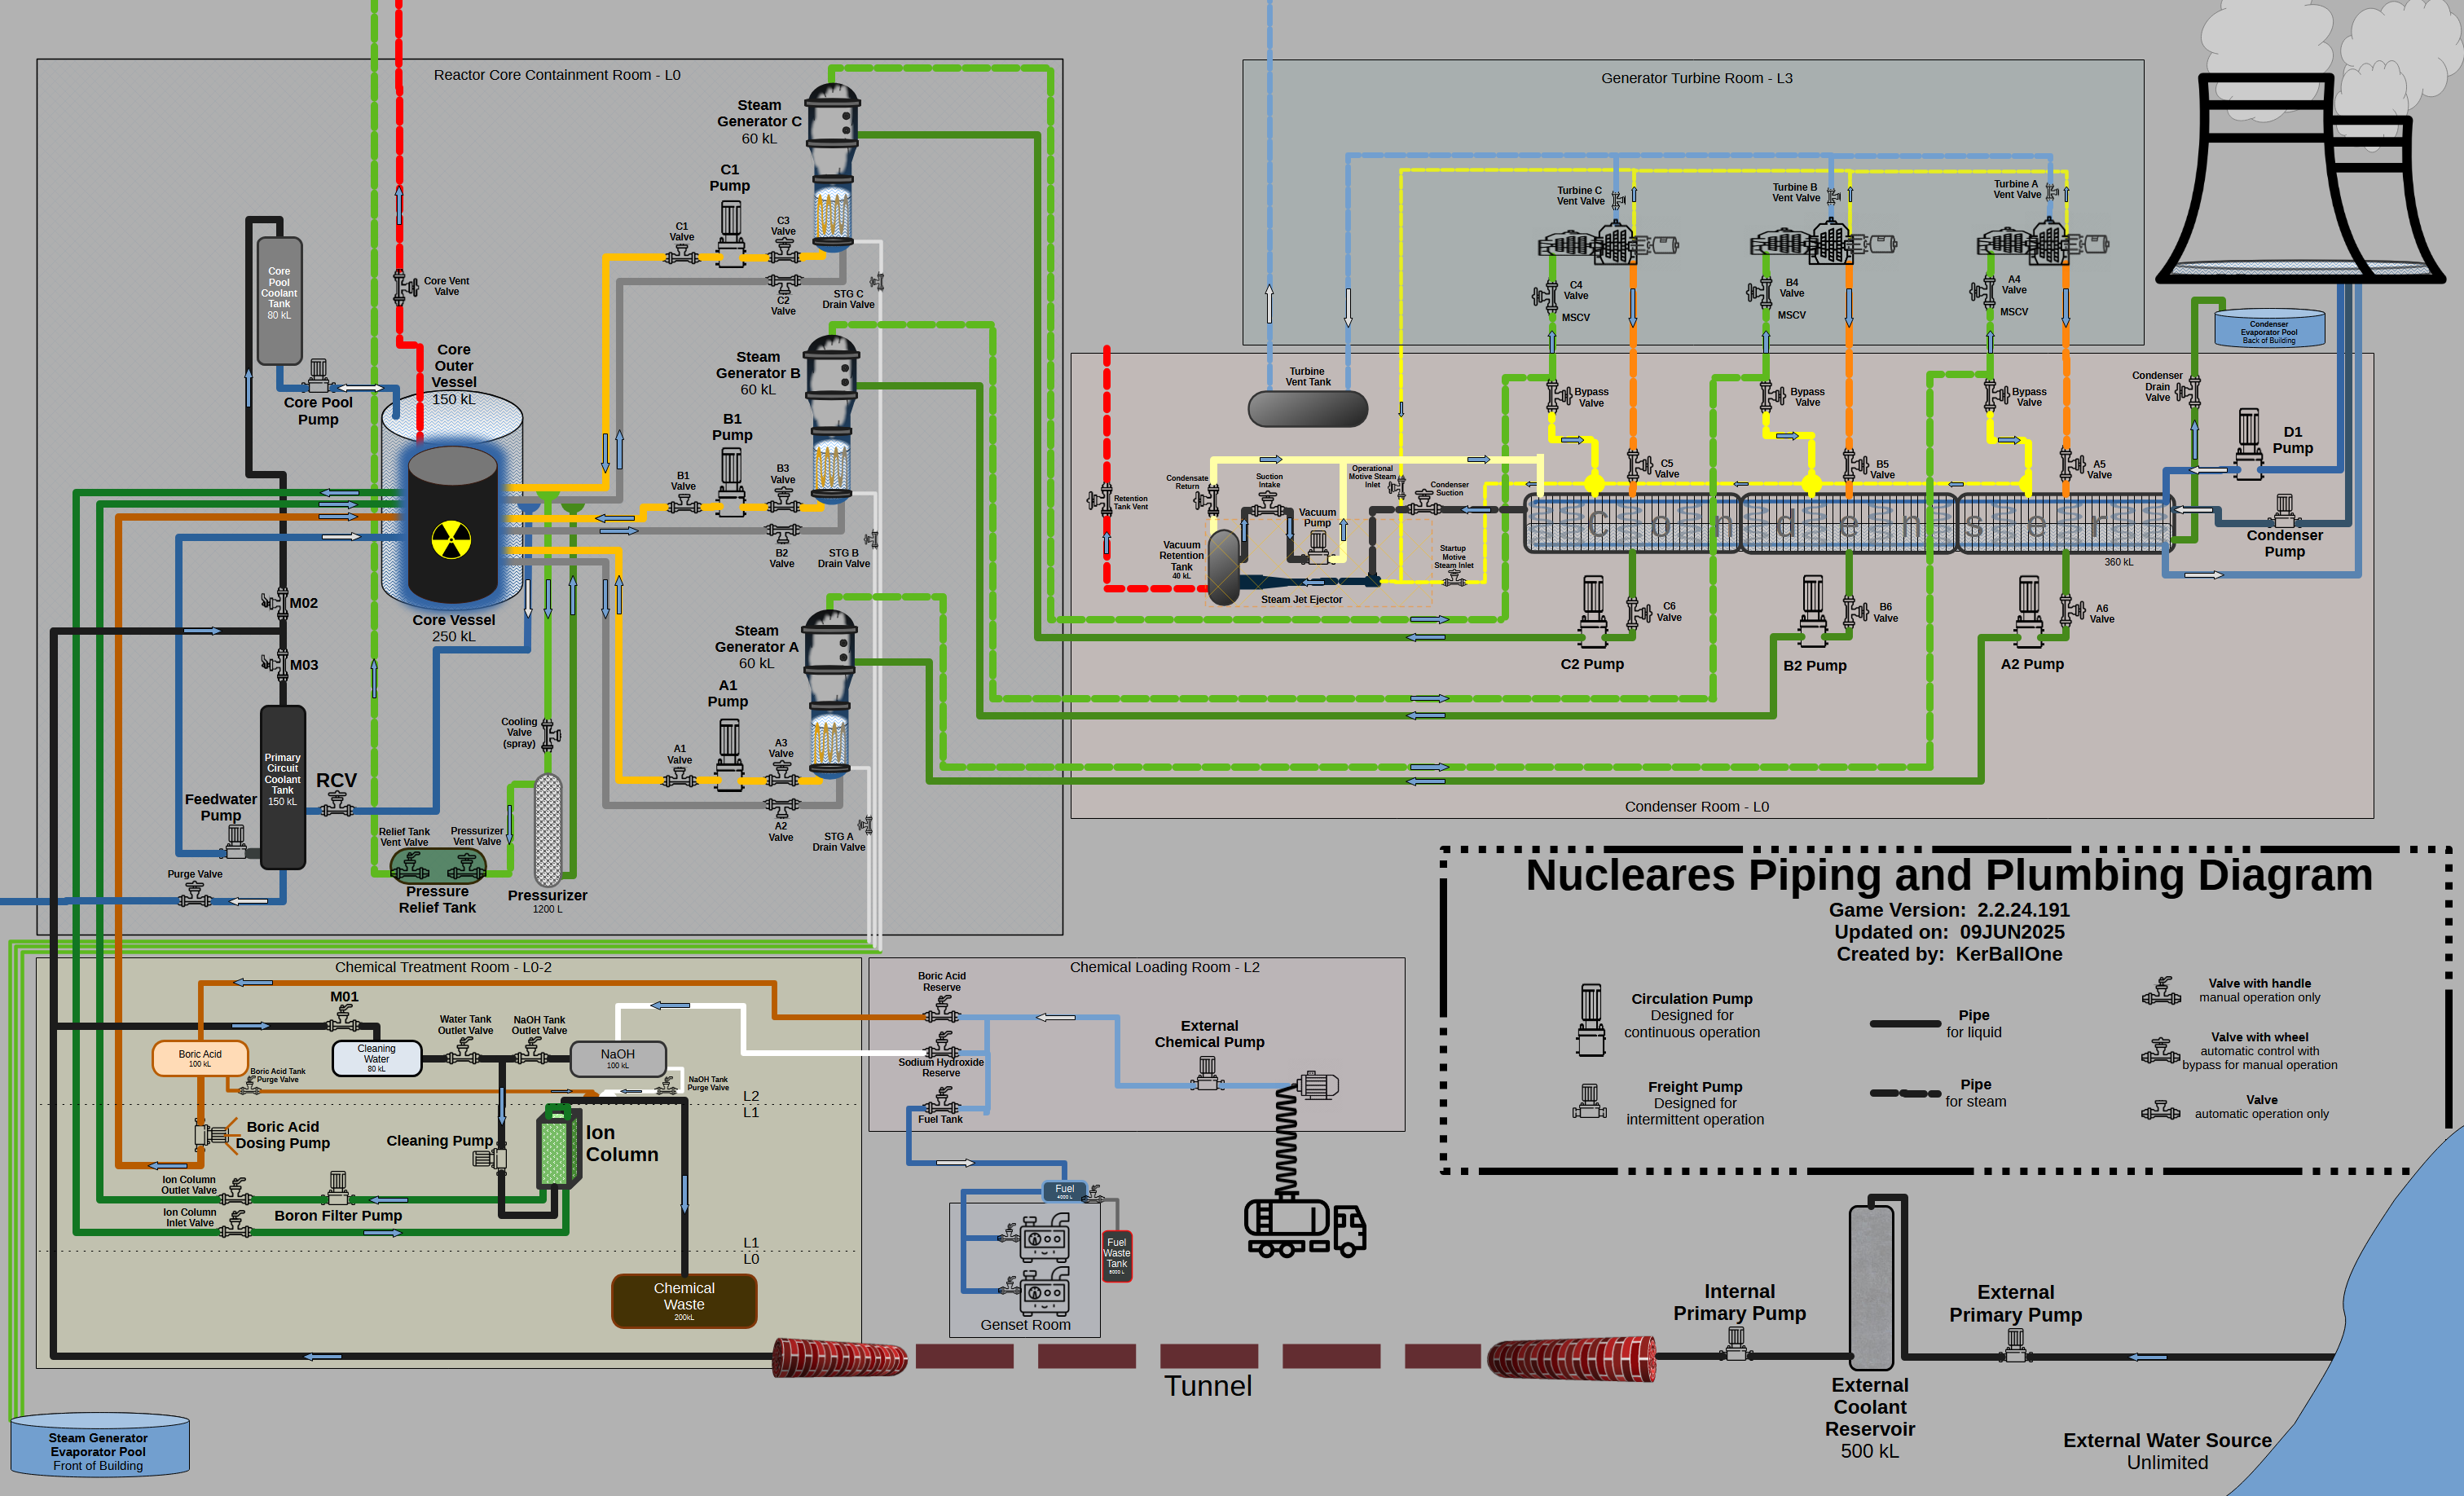 Reactor Core Containment Room - L0
Steam
Generator C
60 kL
C1
Pump
C1
Valve
C3
Valve
C2
Valve
STG C
Drain Valve
Core
Pool
Coolant
Tank
80 kL
Core Vent
Valve
Core Pool
Pump
Core
Outer
Vessel
150 kL
Steam
Generator B
60 kL
B1
Pump
B1
Valve
B3
Valve
B2
Valve
STG B
Drain Valve
M02
M03
Core Vessel
250 kL
Steam
Generator A
60 kL
A1
Pump
A1
Valve
A3
Valve
A2
Valve
STG A
Drain Valve
Cooling
Valve
(spray)
Primary
Circuit
Coolant
Tank
150 kL
RCV
Feedwater
Pump
Purge Valve
Relief Tank
Vent Valve
Pressurizer
Vent Valve
Pressure
Relief Tank
Pressurizer
1200 L
Generator Turbine Room - L3
Turbine C
Vent Valve
Turbine B
Vent Valve
Turbine A
Vent Valve
C4
Valve
MSCV
B4
Valve
MSCV
A4
Valve
MSCV
Condenser
Evaporator Pool
Back of Building
Turbine
Vent Tank
Bypass
Valve
Bypass
Valve
Bypass
Valve
Condenser
Drain
Valve
D1
Pump
Retention
Tank Vent
Condensate
Return
Suction
Intake
Operational
Motive Steam
Inlet
Condenser
Suction
C5
Valve
B5
Valve
A5
Valve
Vacuum
Pump
Vacuum
Retention
Tank
40 kL
Startup
Motive
Steam Inlet
Steam Jet Ejector
Condenser
360 kL
Condenser
Pump
C6
Valve
B6
Valve
A6
Valve
C2 Pump
B2 Pump
A2 Pump
Condenser Room - L0
Nucleares Piping and Plumbing Diagram
Game Version: 2.2.24.191
Updated on: 09JUN2025
Created by: KerBallOne
Circulation Pump
Designed for
continuous operation
Freight Pump
Designed for
intermittent operation
Pipe
for liquid
Pipe
for steam
Valve with handle
manual operation only
Valve with wheel
automatic control with
bypass for manual operation
Valve
automatic operation only
Chemical Treatment Room - L0-2
M01
Water Tank
Outlet Valve
NaOH Tank
Outlet Valve
Boric Acid
100 kL
Cleaning
Water
80 kL
NaOH
100 kL
Boric Acid Tank
Purge Valve
NaOH Tank
Purge Valve
L2
L1
Boric Acid
Dosing Pump
Cleaning Pump
Ion
Column
Ion Column
Outlet Valve
Boron Filter Pump
Ion Column
Inlet Valve
L1
L0
Chemical
Waste
200kL
Chemical Loading Room - L2
Boric Acid
Reserve
Sodium Hydroxide
Reserve
Fuel Tank
External
Chemical Pump
Fuel
4000 L
Fuel
Waste
Tank
8000 L
Genset Room
Tunnel
Internal
Primary Pump
External
Primary Pump
External
Coolant
Reservoir
500 kL
External Water Source
Unlimited
Steam Generator
Evaporator Pool
Front of Building